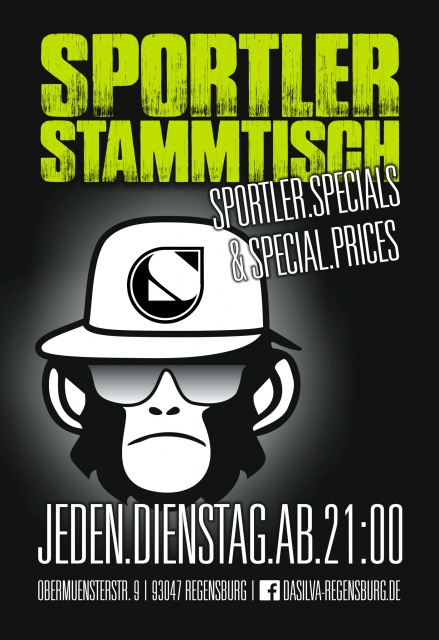 SPORTLER
STAMMTISCH
SPORTLER.SPECIALS
& SPECIAL.PRICES
JEDEN.DIENSTAG.AB.21:00
OBERMUENSTERSTR. 9 | 93047 REGENSBURG | f DASILVA-REGENSBURG.DE